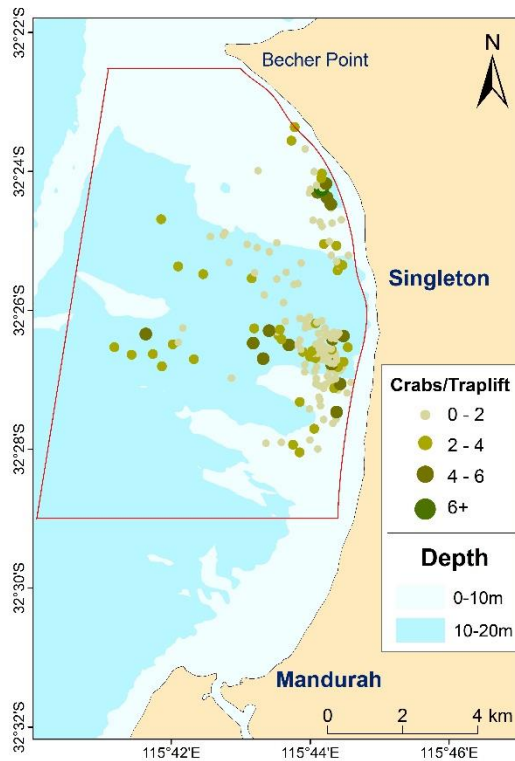 32°22'S
32°24'S
32°26'S
32°28'S
32°30'S
32°32'S
Becher Point
N
Singleton
Crabs/Traplift
0 - 2
2 - 4
4 - 6
6+
Depth
0-10m
10-20m
Mandurah
0 2 4 km
115°42'E 115°44'E 115°46'E